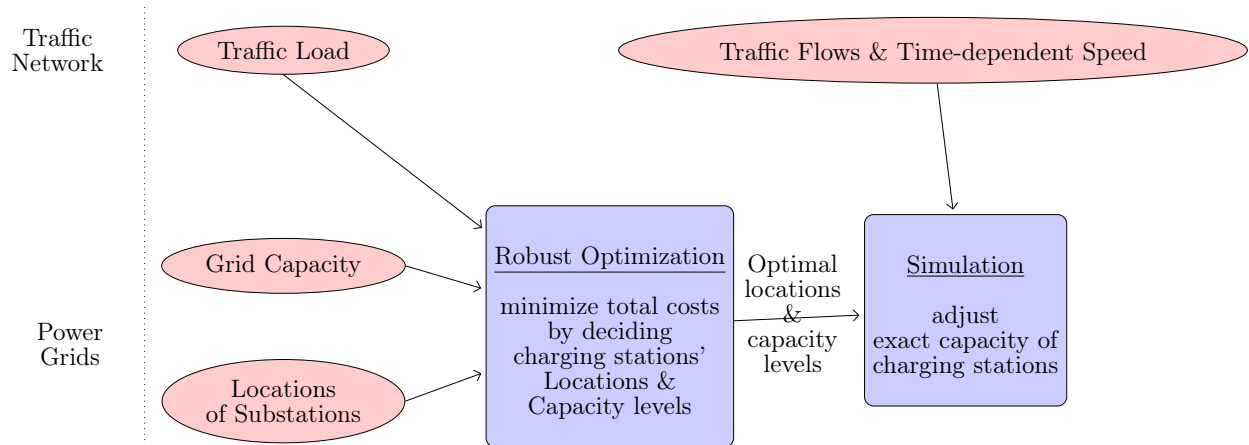 Traffic
Network
Traffic Load
Traffic Flows & Time-dependent Speed
Grid Capacity
Power
Grids
Locations
of Substations
Robust Optimization
minimize total costs
by deciding
charging stations'
Locations &
Capacity levels
Optimal
locations
&
capacity
levels
Simulation
adjust
exact capacity of
charging stations